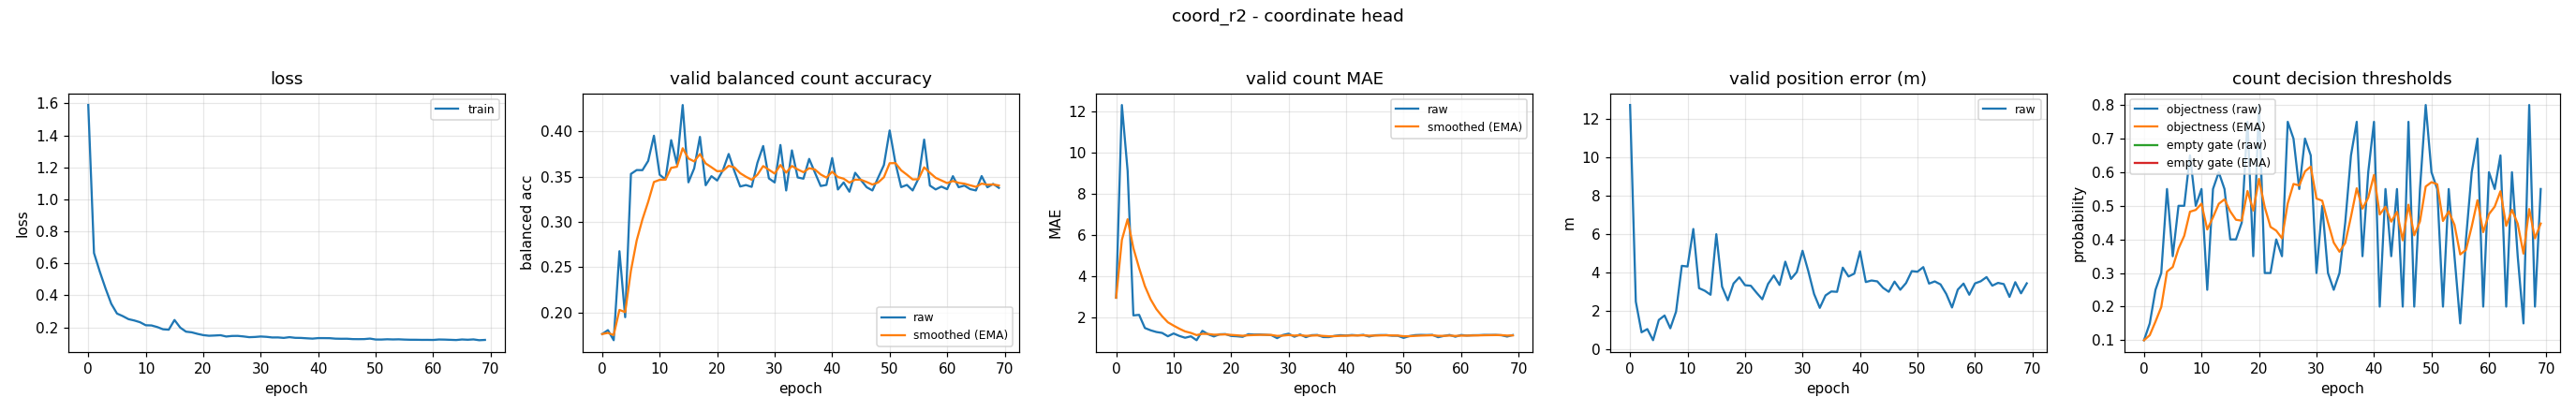 coord_r2 - coordinate head
loss
1.6
1.4
1.2
1.0
0.8
0.6
0.4
0.2
loss
train
0 10 20 30 40 50 60 70
epoch
valid balanced count accuracy
0.40
0.35
0.30
0.25
0.20
balanced acc
raw
smoothed (EMA)
0 10 20 30 40 50 60 70
epoch
valid count MAE
12
10
8
6
4
2
MAE
raw
smoothed (EMA)
0 10 20 30 40 50 60 70
epoch
valid position error (m)
12
10
8
6
4
2
0
m
raw
0 10 20 30 40 50 60 70
epoch
count decision thresholds
0.8
0.7
0.6
0.5
0.4
0.3
0.2
0.1
probability
objectness (raw)
objectness (EMA)
empty gate (raw)
empty gate (EMA)
0 10 20 30 40 50 60 70
epoch